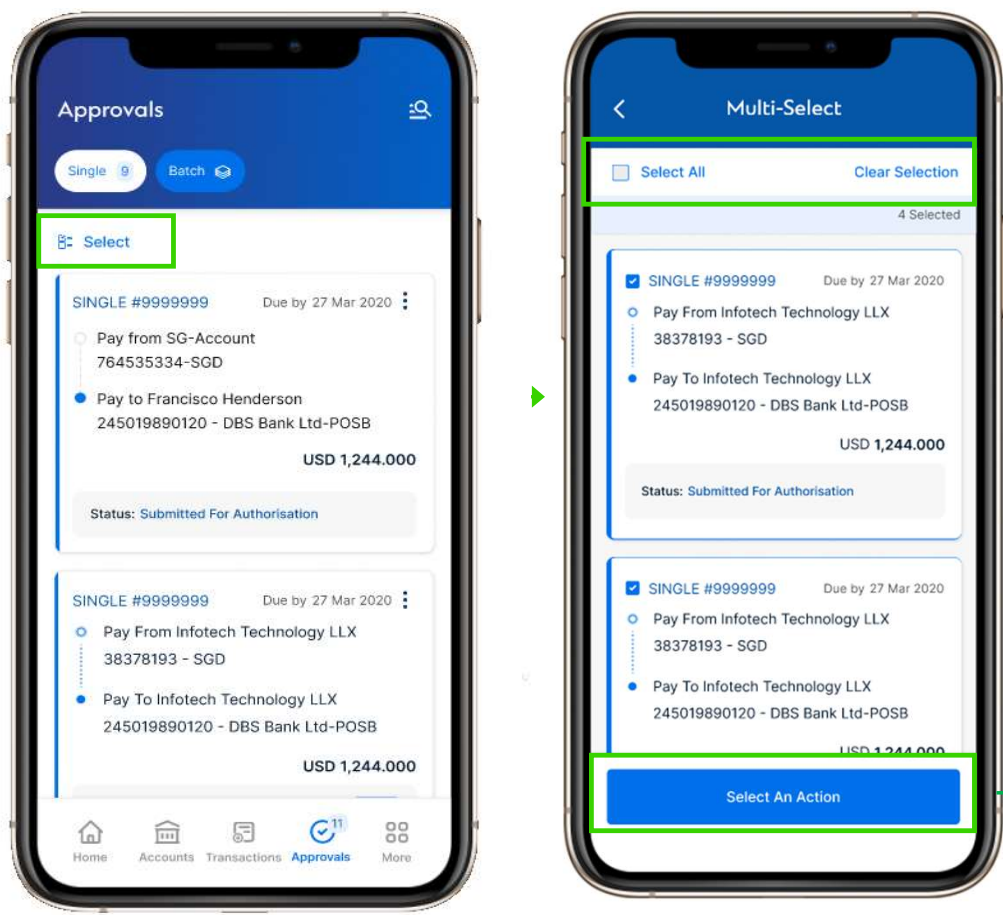 Approvals
Single 9
Batch
Select
SINGLE #9999999 Due by 27 Mar 2020
Pay from SG-Account
764535334-SGD
Pay to Francisco Henderson
245019890120 - DBS Bank Ltd-POSB
USD 1,244.000
Status: Submitted For Authorisation
SINGLE #9999999 Due by 27 Mar 2020
Pay From Infotech Technology LLX
38378193 - SGD
Pay To Infotech Technology LLX
245019890120 - DBS Bank Ltd-POSB
USD 1,244.000
11
Home Accounts Transactions Approvals More
Multi-Select
Select All Clear Selection
4 Selected
SINGLE #9999999 Due by 27 Mar 2020
Pay From Infotech Technology LLX
38378193 - SGD
Pay To Infotech Technology LLX
245019890120 - DBS Bank Ltd-POSB
USD 1,244.000
Status: Submitted For Authorisation
SINGLE #9999999 Due by 27 Mar 2020
Pay From Infotech Technology LLX
38378193 - SGD
Pay To Infotech Technology LLX
245019890120 - DBS Bank Ltd-POSB
USD 1,244.000
Select An Action